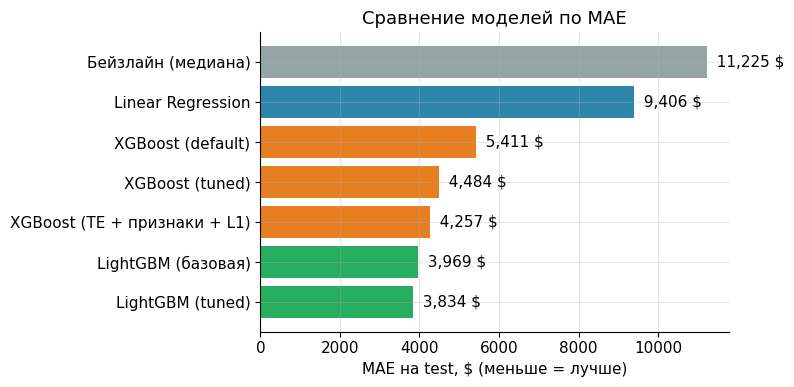 Сравнение моделей по MAE
Бейзлайн (медиана) 11,225 $
Linear Regression 9,406 $
XGBoost (default) 5,411 $
XGBoost (tuned) 4,484 $
XGBoost (TE + признаки + L1) 4,257 $
LightGBM (базовая) 3,969 $
LightGBM (tuned) 3,834 $
0 2000 4000 6000 8000 10000
MAE на test, $ (меньше = лучше)